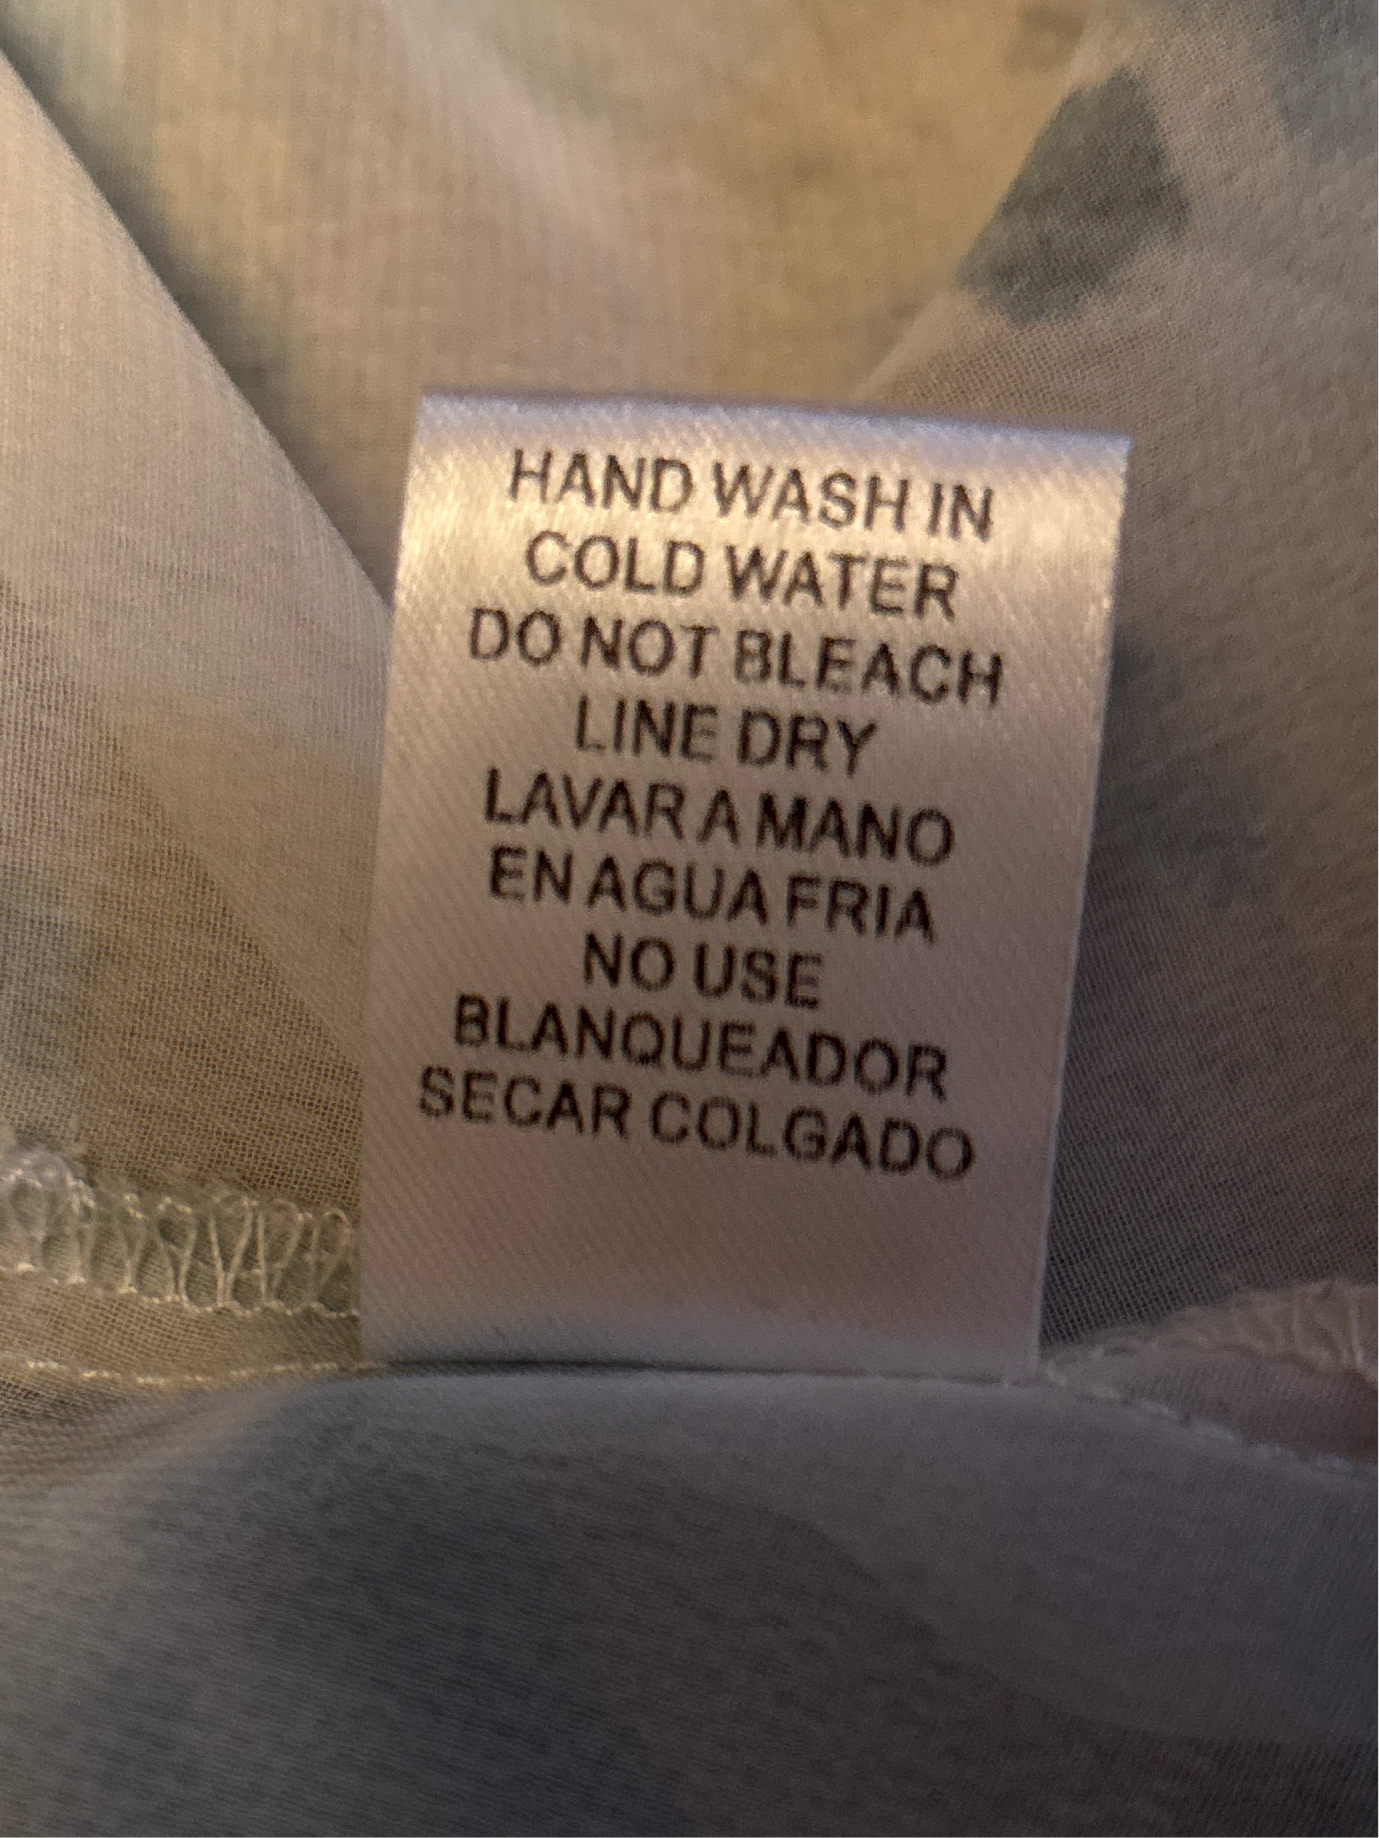 HAND WASH IN
COLD WATER
DO NOT BLEACH
LINE DRY
LAVAR A MANO
EN AGUA FRIA
NO USE
BLANQUEADOR
SECAR COLGADO